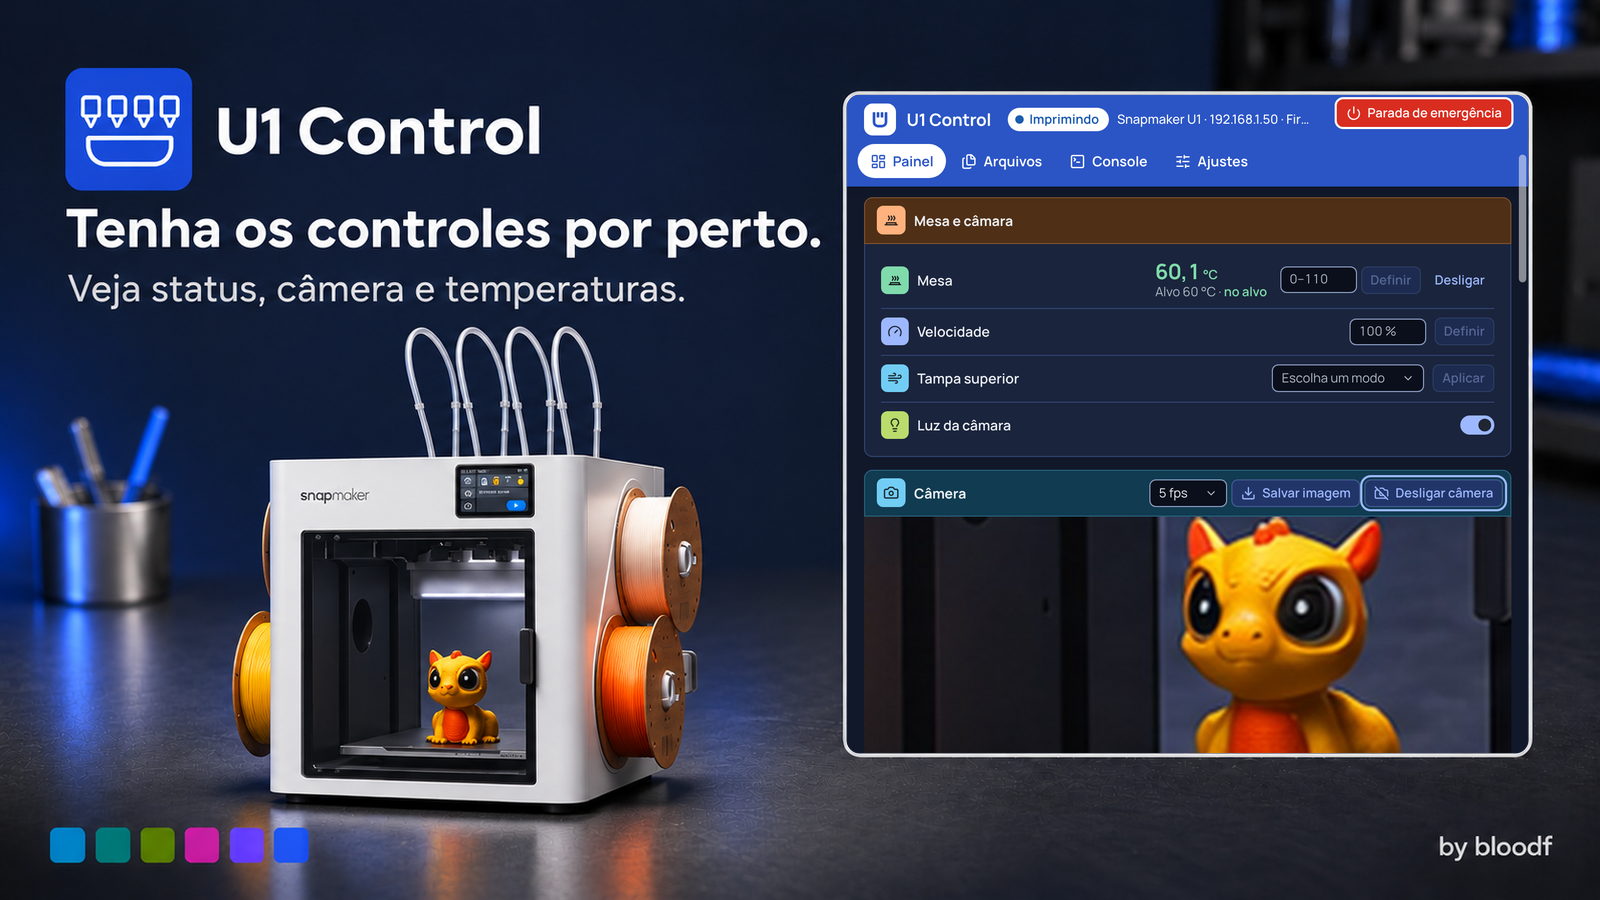 U1 Control
Tenha os controles por perto.
Veja status, câmera e temperaturas.
snapmaker
U1 Control
Imprimindo
Snapmaker U1 · 192.168.1.50 · Fir...
Parada de emergência
Painel
Arquivos
Console
Ajustes
Mesa e câmara
Mesa
60,1 °C
Alvo 60 °C · no alvo
0–110
Definir
Desligar
Velocidade
100 %
Definir
Tampa superior
Escolha um modo
Aplicar
Luz da câmara
Câmera
5 fps
Salvar imagem
Desligar câmera
by bloodf